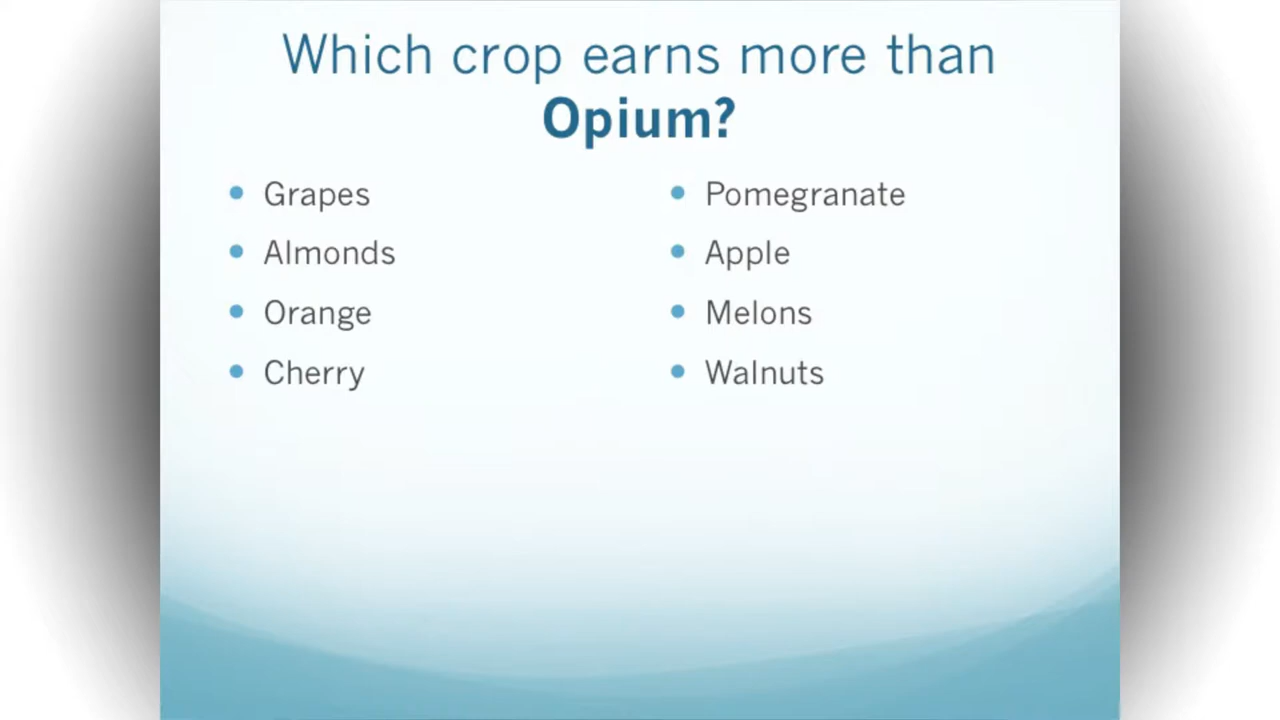 Which crop earns more than
Opium?
Grapes
Almonds
Orange
Cherry
Pomegranate
Apple
Melons
Walnuts